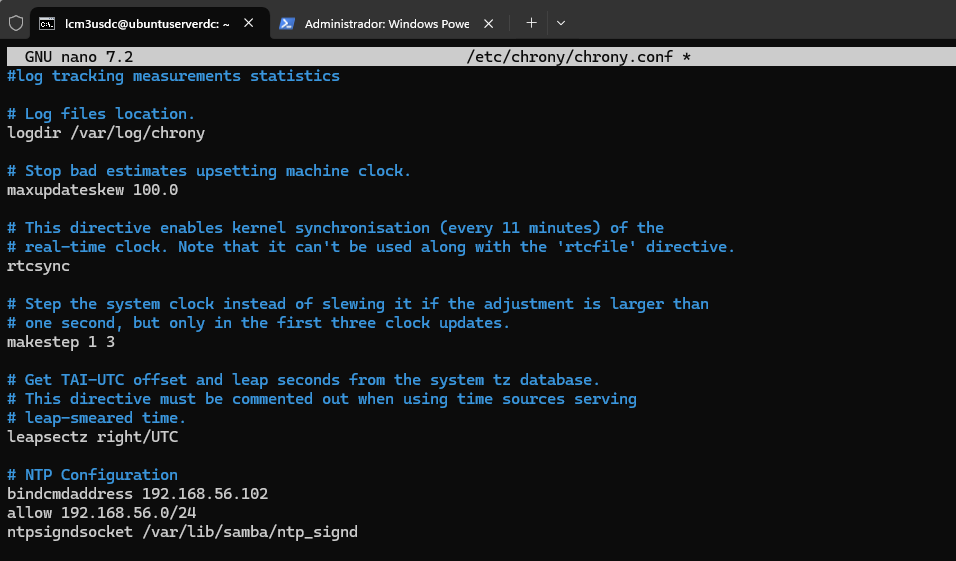 lcm3usdc@ubuntuserverdc: ~
Administrador: Windows Powe
GNU nano 7.2 /etc/chrony/chrony.conf *
#log tracking measurements statistics
# Log files location.
logdir /var/log/chrony
# Stop bad estimates upsetting machine clock.
maxupdateskew 100.0
# This directive enables kernel synchronisation (every 11 minutes) of the
# real-time clock. Note that it can't be used along with the 'rtcfile' directive.
rtcsync
# Step the system clock instead of slewing it if the adjustment is larger than
# one second, but only in the first three clock updates.
makestep 1 3
# Get TAI-UTC offset and leap seconds from the system tz database.
# This directive must be commented out when using time sources serving
# leap-smeared time.
leapsectz right/UTC
# NTP Configuration
bindcmdaddress 192.168.56.102
allow 192.168.56.0/24
ntpsigndsocket /var/lib/samba/ntp_signd